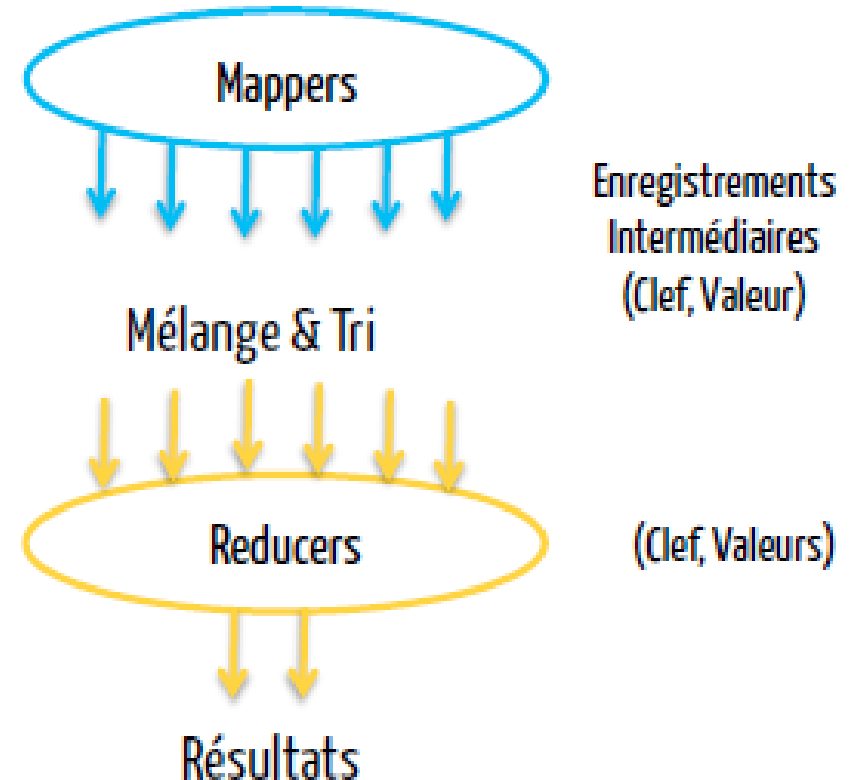 Mappers
Enregistrements
Intermédiaires
(Clef, Valeur)
Mélange & Tri
Reducers
(Clef, Valeurs)
Résultats